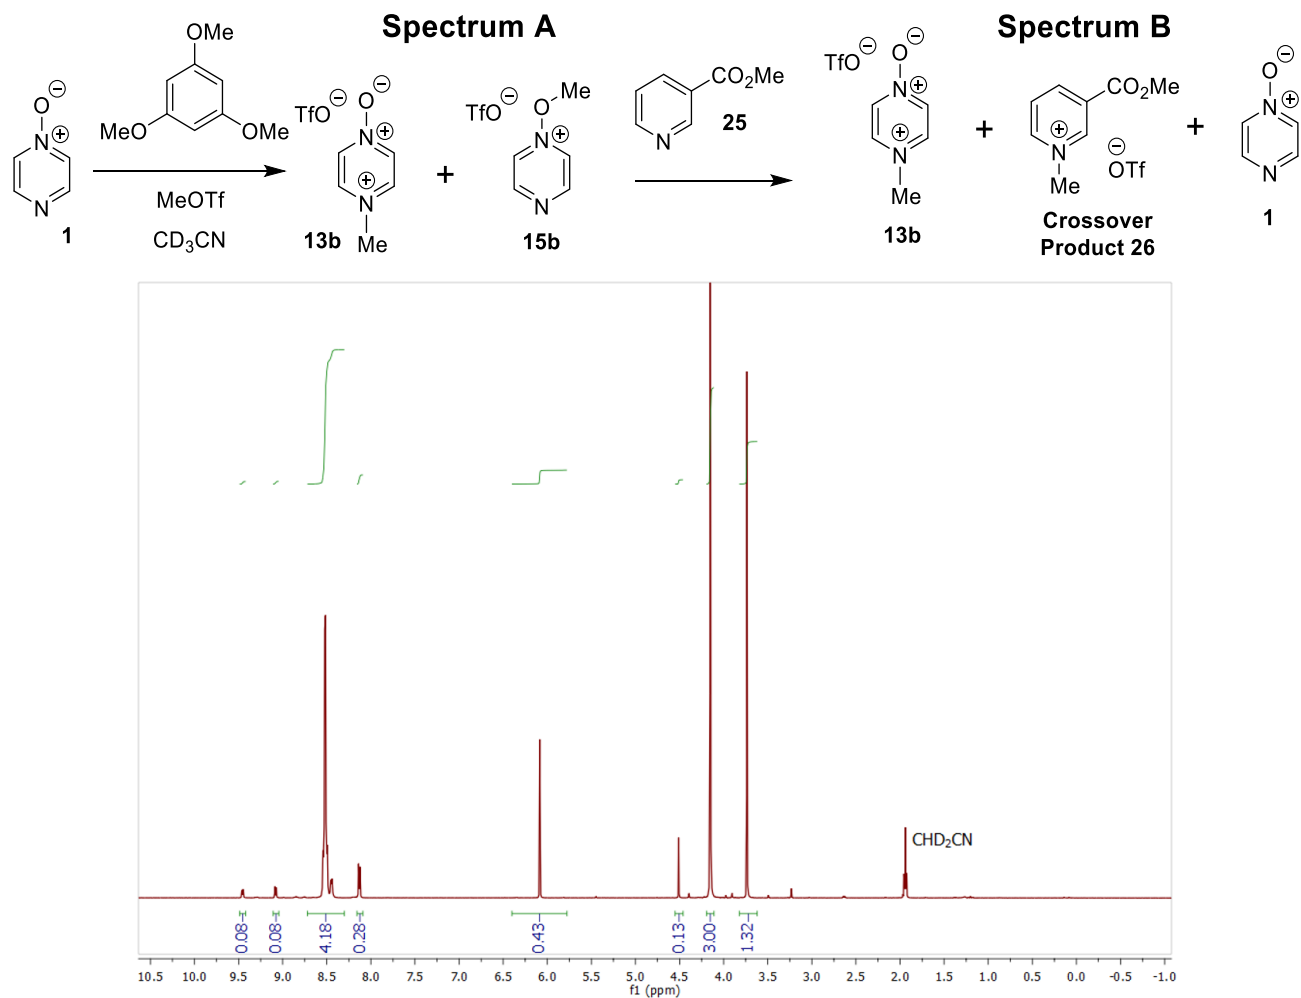 Spectrum A
Spectrum B
OMe
MeO
OMe
O⊖
N⊕
N
1
MeOTf
CD3CN
TfO⊖
O⊖
N⊕
⊕
N
Me
13b
+
TfO⊖
O Me
N⊕
N
15b
CO2Me
N
25
TfO⊖
O⊖
N⊕
⊕
N
Me
13b
+
CO2Me
⊕
N
Me
⊖
OTf
Crossover
Product 26
+
O⊖
N⊕
N
1
CHD2CN
0.08
0.08
4.18
0.28
0.43
0.13
3.00
1.32
10.5 10.0 9.5 9.0 8.5 8.0 7.5 7.0 6.5 6.0 5.5 5.0 4.5 4.0 3.5 3.0 2.5 2.0 1.5 1.0 0.5 0.0 -0.5 -1.0
f1 (ppm)